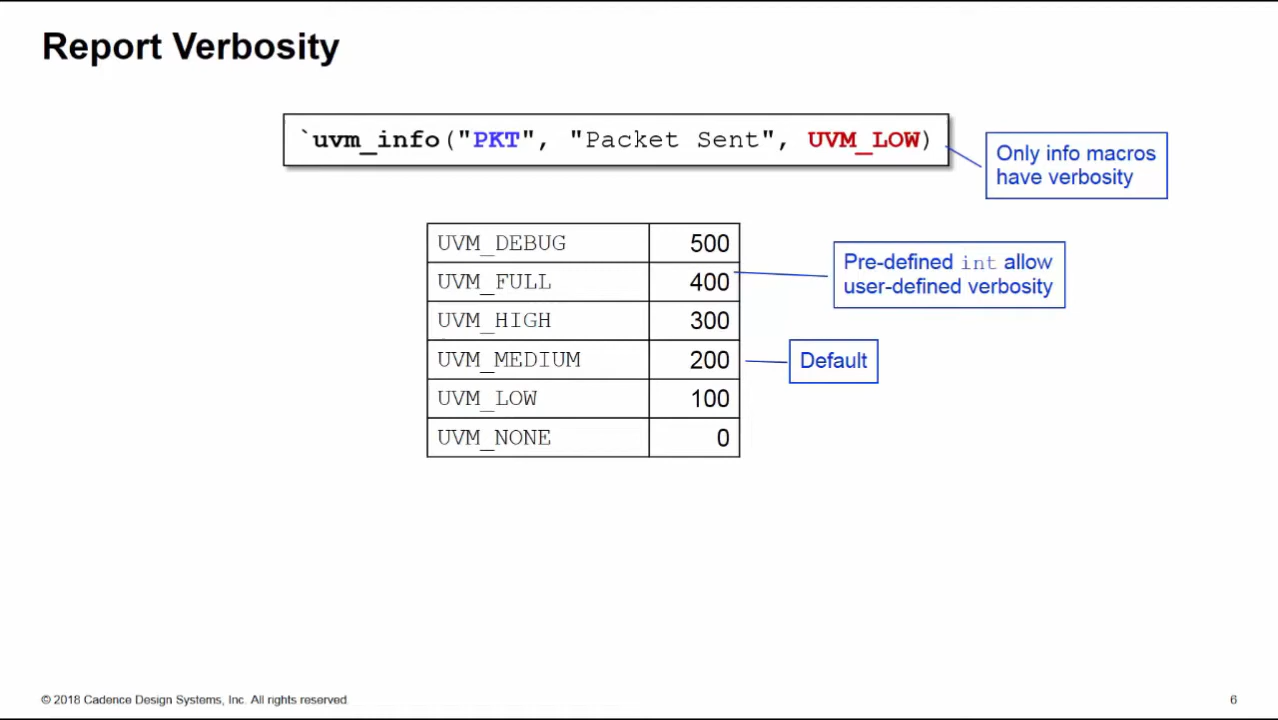 Report Verbosity
`uvm_info("PKT", "Packet Sent", UVM_LOW)
Only info macros
have verbosity
UVM_DEBUG 500
UVM_FULL 400
UVM_HIGH 300
UVM_MEDIUM 200
UVM_LOW 100
UVM_NONE 0
Pre-defined int allow
user-defined verbosity
Default
© 2018 Cadence Design Systems, Inc. All rights reserved
6